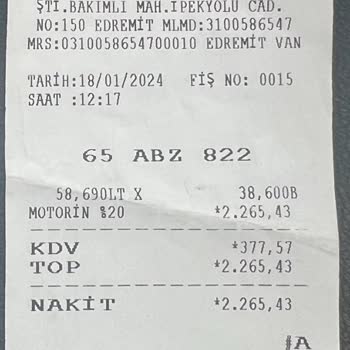 ŞTİ.BAKIMLI MAH.İPEKYOLU CAD.
NO:150 EDREMİT MLMD:3100586547
MRS:0310058654700010 EDREMİT VAN
TARİH:18/01/2024 FİŞ NO: 0015
SAAT :12:17
65 ABZ 822
58,690LT X 38,600B
MOTORİN %20 *2.265,43
KDV *377,57
TOP *2.265,43
NAKİT *2.265,43